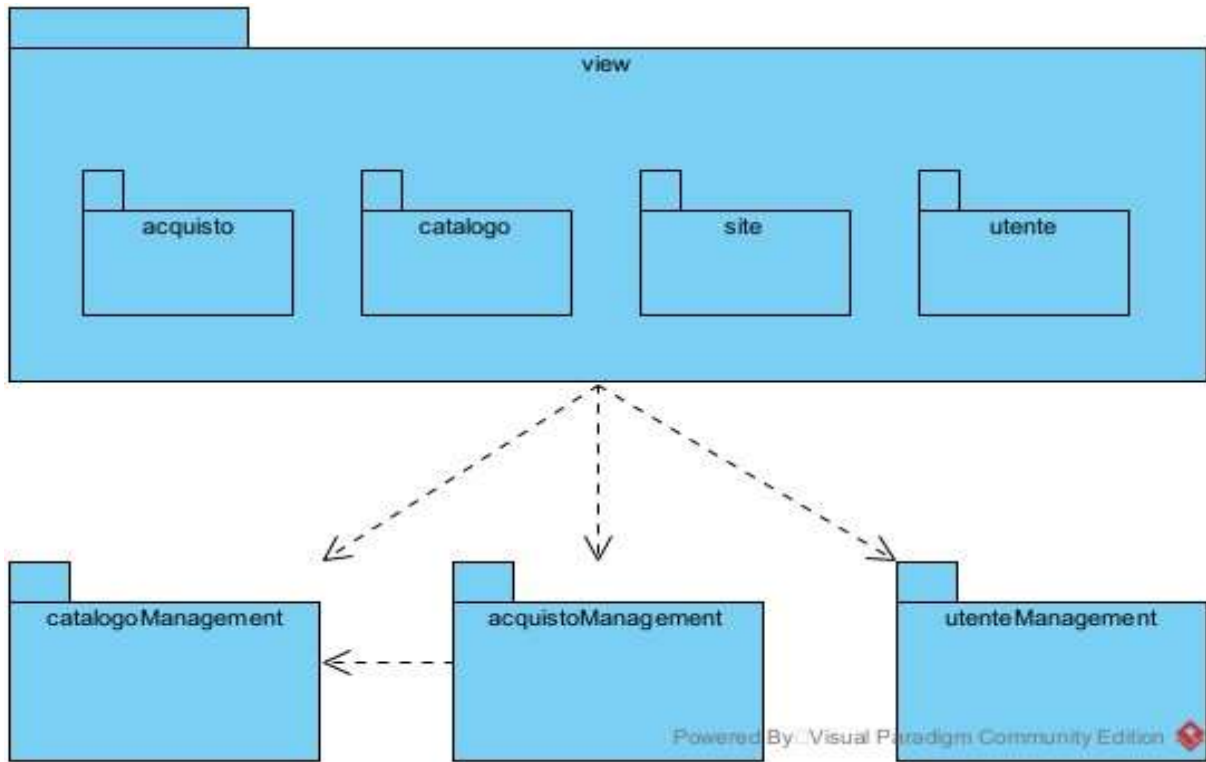 view
acquisto
catalogo
site
utente
catalogoManagement
acquistoManagement
utenteManagement
Powered By Visual Paradigm Community Edition